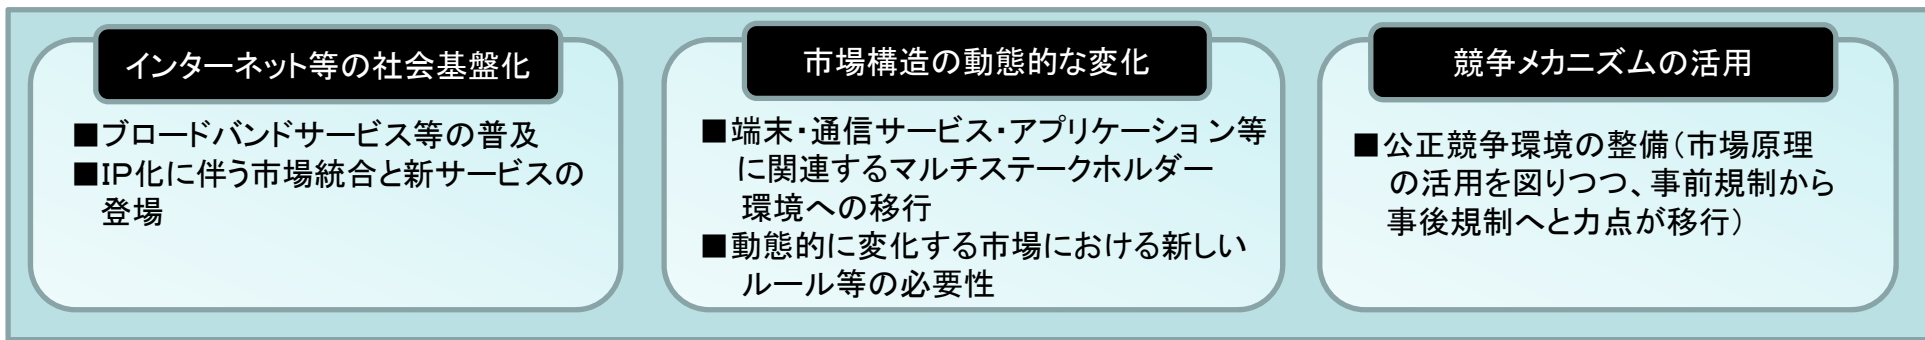 インターネット等の社会基盤化
■ブロードバンドサービス等の普及
■IP化に伴う市場統合と新サービスの
登場
市場構造の動態的な変化
■端末・通信サービス・アプリケーション等
に関連するマルチステークホルダー
環境への移行
■動態的に変化する市場における新しい
ルール等の必要性
競争メカニズムの活用
■公正競争環境の整備(市場原理
の活用を図りつつ、事前規制から
事後規制へと力点が移行)